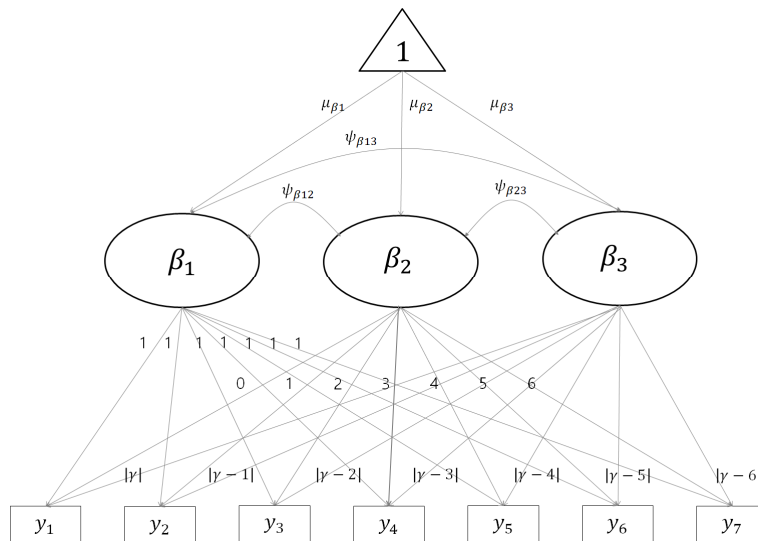 1
μβ1 μβ2 μβ3
ψβ13
ψβ12 ψβ23
β1 β2 β3
1 1 1 1 1 1 1
0 1 2 3 4 5 6
|γ| |γ − 1| |γ − 2| |γ − 3| |γ − 4| |γ − 5| |γ − 6
y1 y2 y3 y4 y5 y6 y7